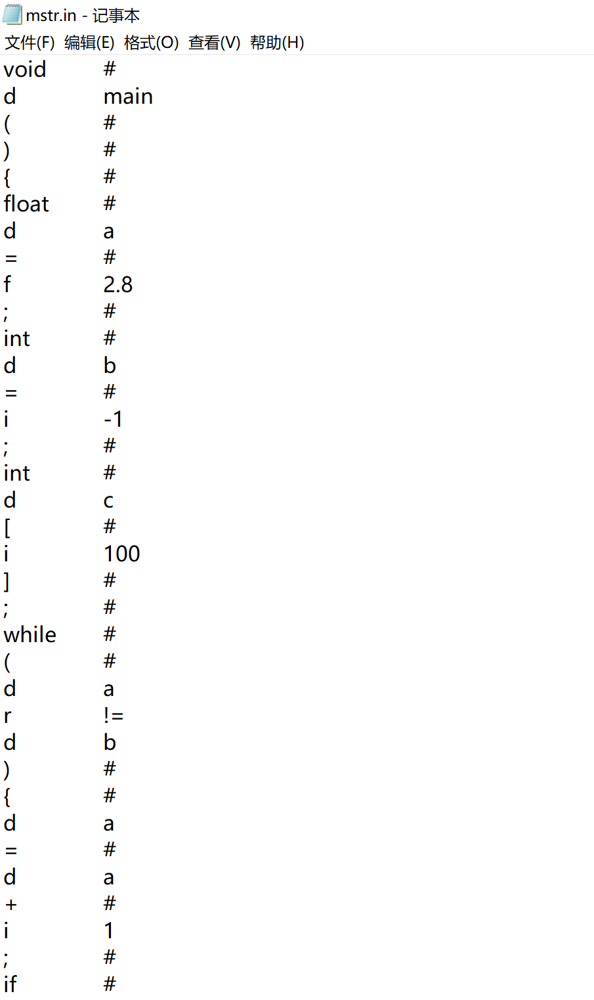 mstr.in - 记事本
文件(F) 编辑(E) 格式(O) 查看(V) 帮助(H)
void #
d main
( #
) #
{ #
float #
d a
= #
f 2.8
; #
int #
d b
= #
i -1
; #
int #
d c
[ #
i 100
] #
; #
while #
( #
d a
r !=
d b
) #
{ #
d a
= #
d a
+ #
i 1
; #
if #